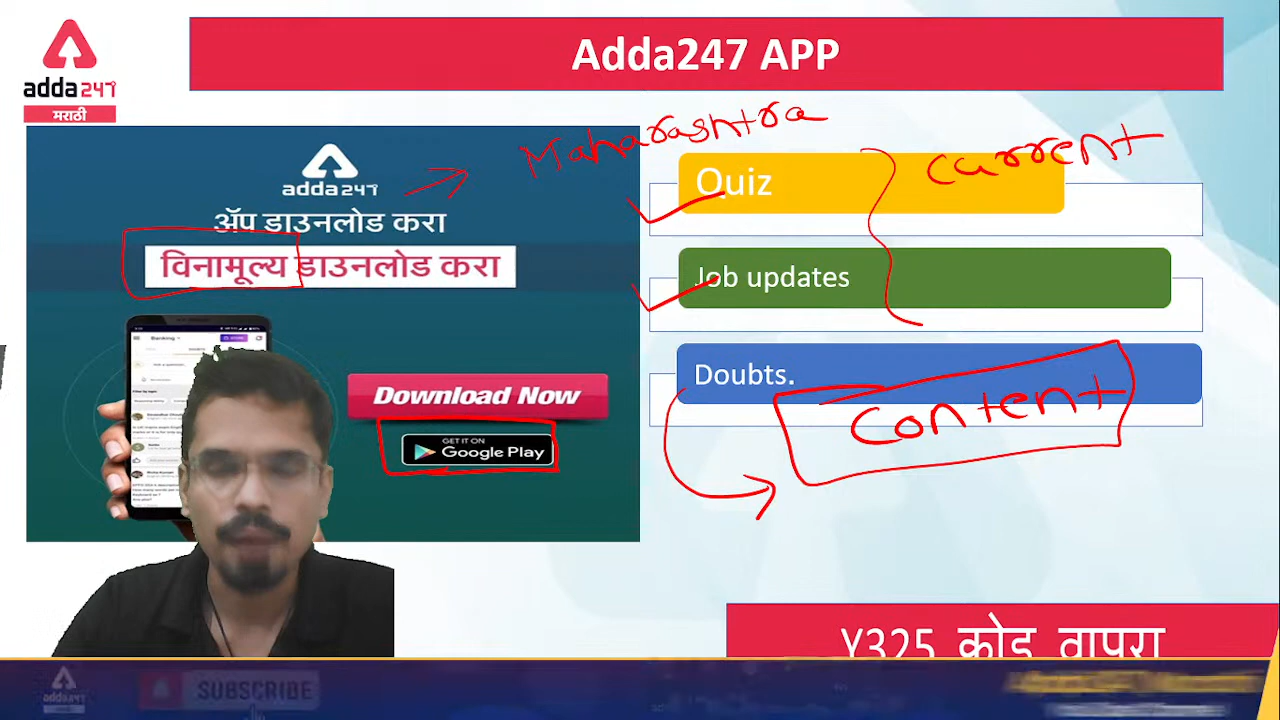 Adda247 APP
adda247
मराठी
Maharashtra
adda247
ॲप डाउनलोड करा
विनामूल्य डाउनलोड करा
Download Now
GET IT ON
Google Play
Quiz
Current
Job updates
Doubts.
Content
Y325 कोड वापरा
SUBSCRIBE